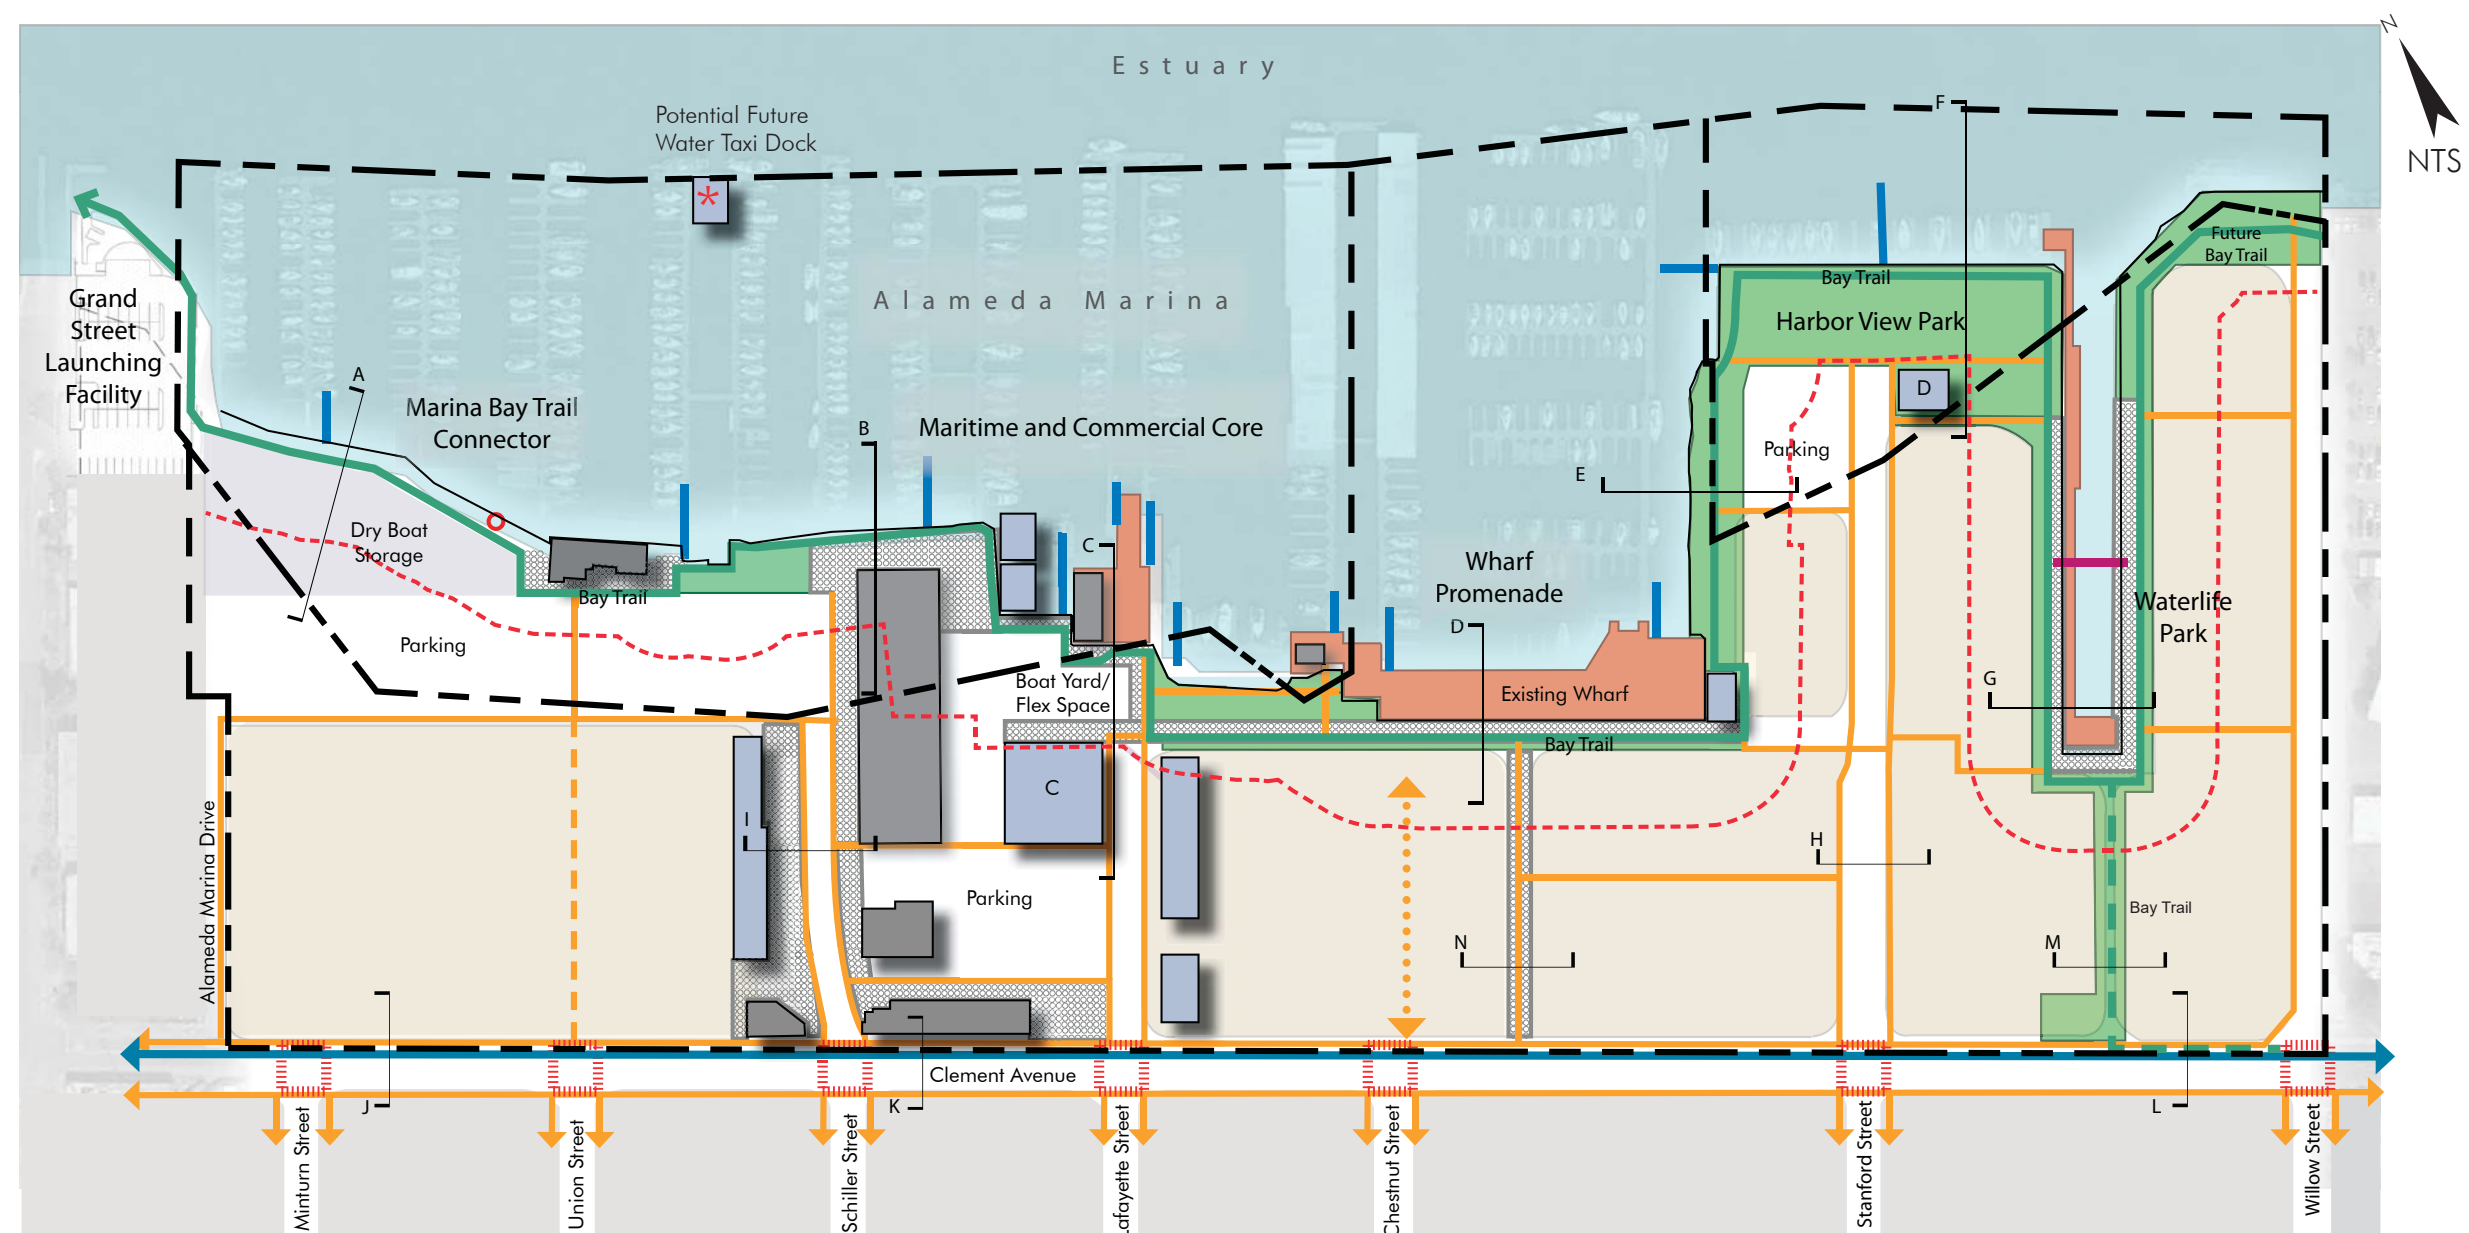 N
NTS
Estuary
Potential Future
Water Taxi Dock
*
F
Alameda Marina
Grand
Street
Launching
Facility
A
Marina Bay Trail
Connector
B
Maritime and Commercial Core
Bay Trail
Harbor View Park
Future
Bay Trail
D
Parking
E
Dry Boat
Storage
C
Wharf
Promenade
D
Bay Trail
Waterlife
Park
Parking
Boat Yard/
Flex Space
Existing Wharf
G
Bay Trail
C
I
H
Alameda Marina Drive
Parking
Bay Trail
N
M
J
K
Clement Avenue
L
Minturn Street
Union Street
Schiller Street
Lafayette Street
Chestnut Street
Stanford Street
Willow Street